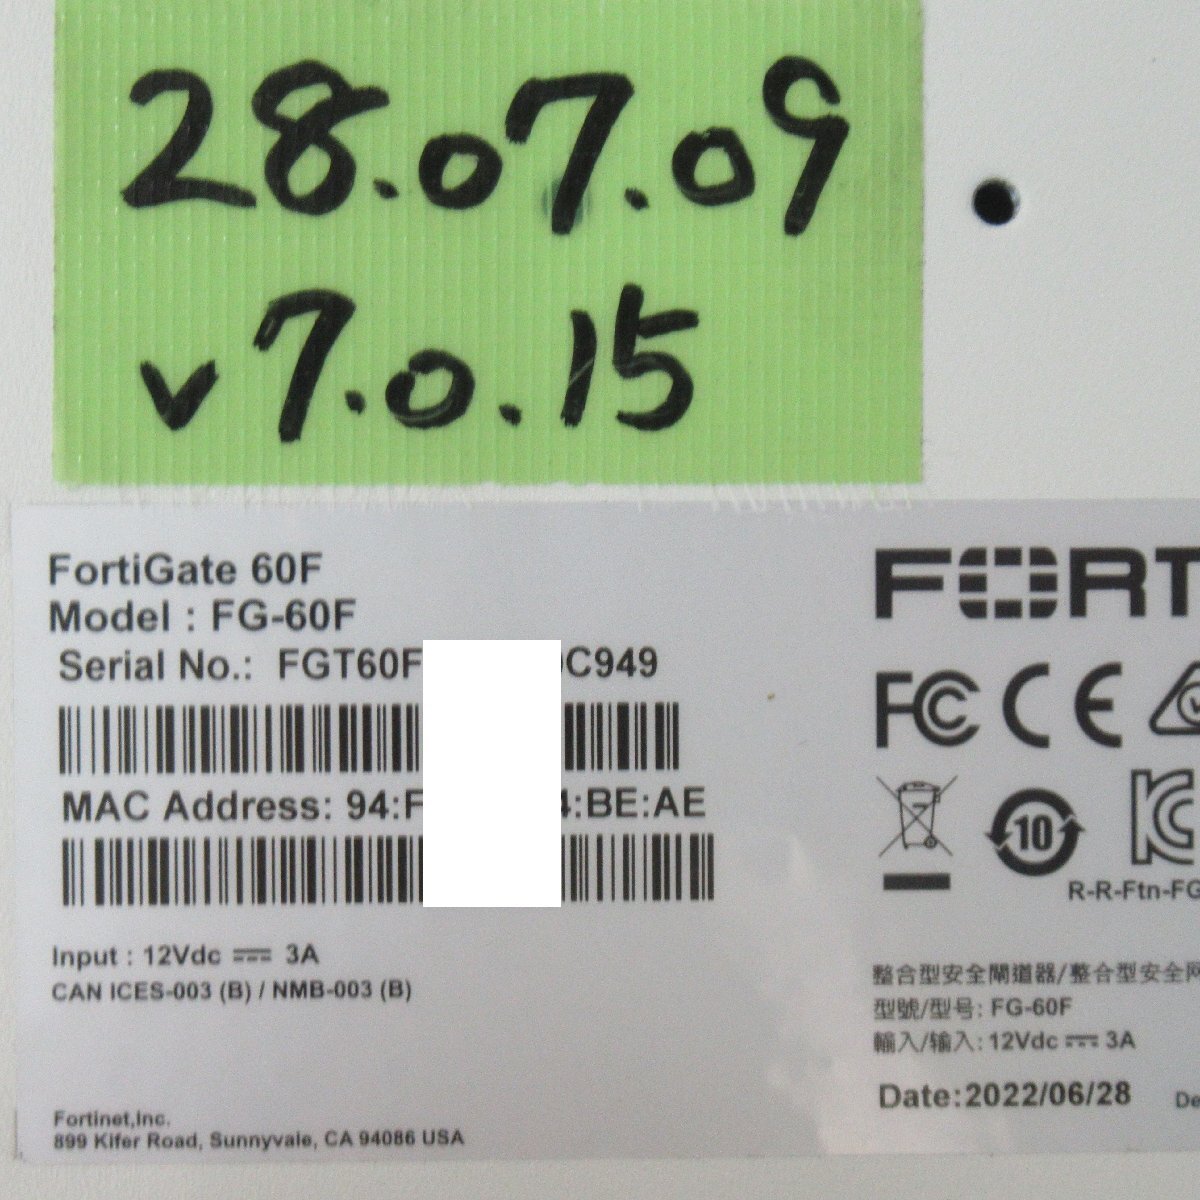 28.07.09
v7.0.15
FortiGate 60F
Model : FG-60F
Serial No.: FGT60F C949
MAC Address: 94:F 4:BE:AE
Input : 12Vdc ⎓ 3A
CAN ICES-003 (B) / NMB-003 (B)
Fortinet,Inc.
899 Kifer Road, Sunnyvale, CA 94086 USA
FORT
FC CE
10
R-R-Ftn-FG
整合型安全閘道器/整合型安全网
型號/型号: FG-60F
輸入/输入: 12Vdc ⎓ 3A
Date:2022/06/28
De